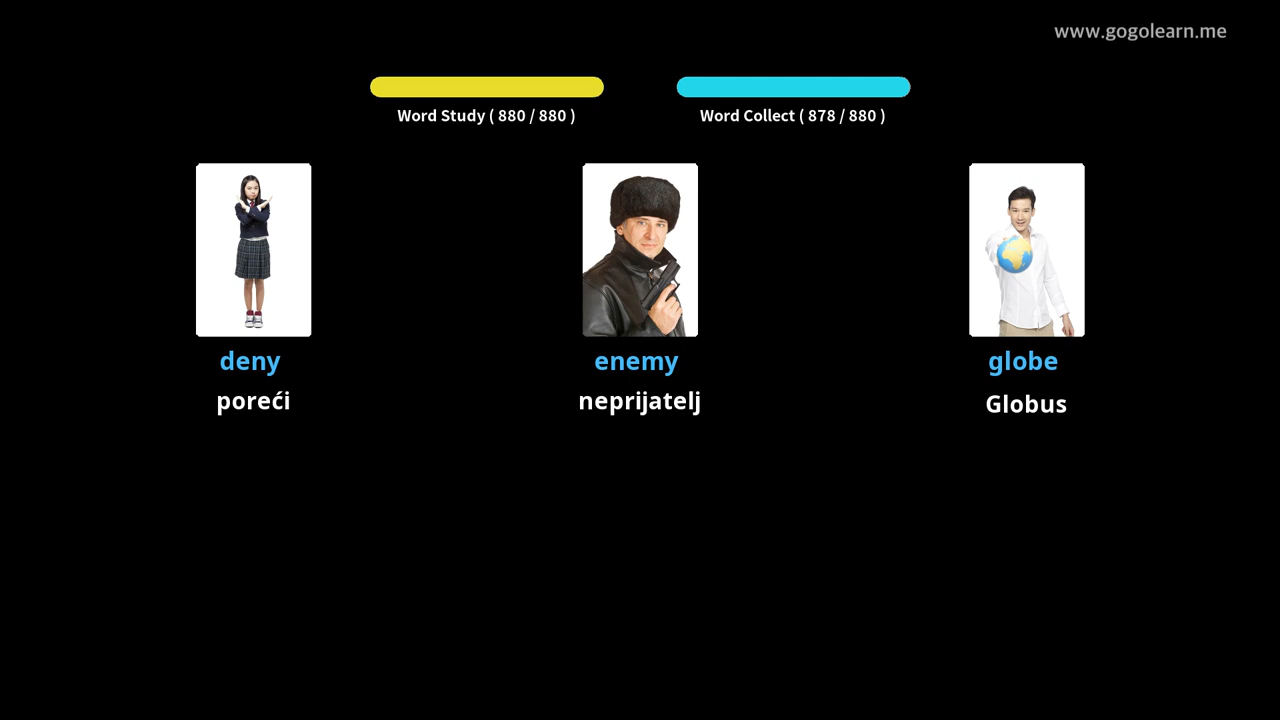 www.gogolearn.me
Word Study ( 880 / 880 )
Word Collect ( 878 / 880 )
deny
poreći
enemy
neprijatelj
globe
Globus